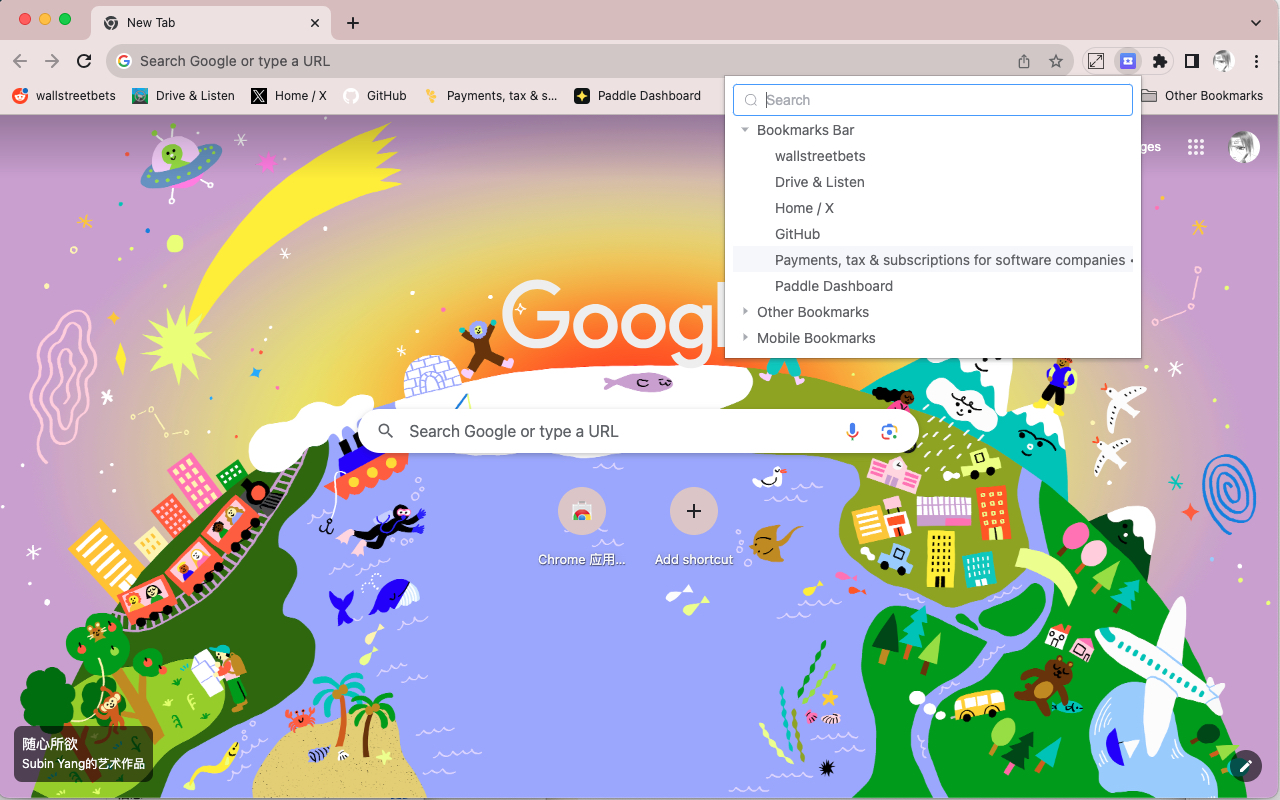 New Tab
Search Google or type a URL
wallstreetbets
Drive & Listen
Home / X
GitHub
Payments, tax & s...
Paddle Dashboard
Other Bookmarks
Search
Bookmarks Bar
wallstreetbets
Drive & Listen
Home / X
GitHub
Payments, tax & subscriptions for software companies
Paddle Dashboard
Other Bookmarks
Mobile Bookmarks
ges
Googl
Search Google or type a URL
Chrome 应用...
Add shortcut
随心所欲
Subin Yang的艺术作品